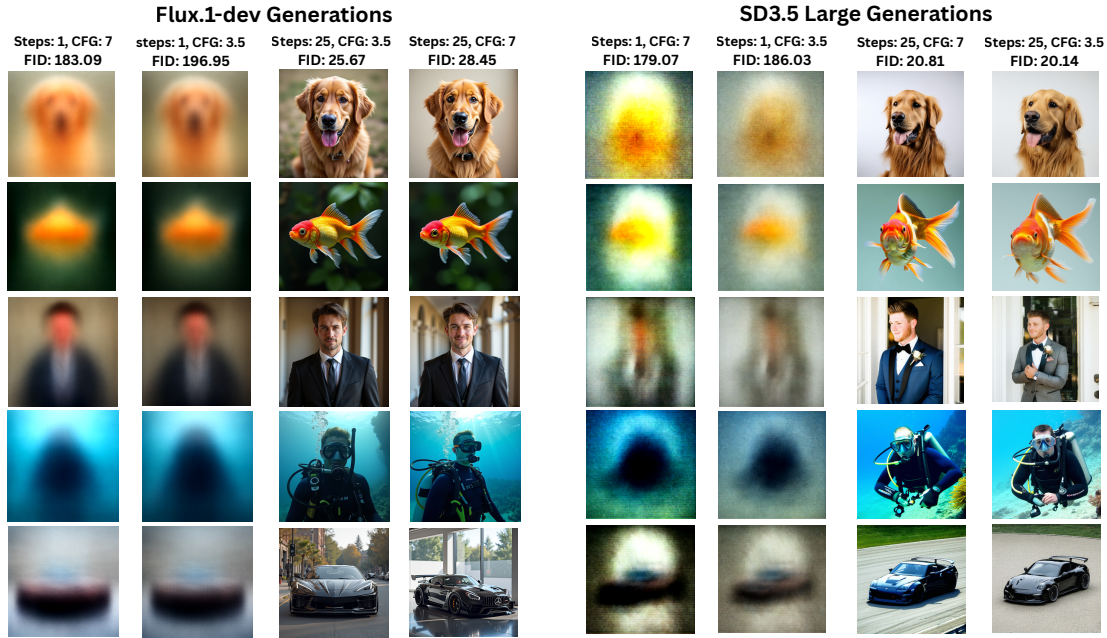 Flux.1-dev Generations
Steps: 1, CFG: 7
FID: 183.09
steps: 1, CFG: 3.5
FID: 196.95
Steps: 25, CFG: 3.5
FID: 25.67
Steps: 25, CFG: 7
FID: 28.45
SD3.5 Large Generations
Steps: 1, CFG: 7
FID: 179.07
Steps: 1, CFG: 3.5
FID: 186.03
Steps: 25, CFG: 7
FID: 20.81
Steps: 25, CFG: 3.5
FID: 20.14